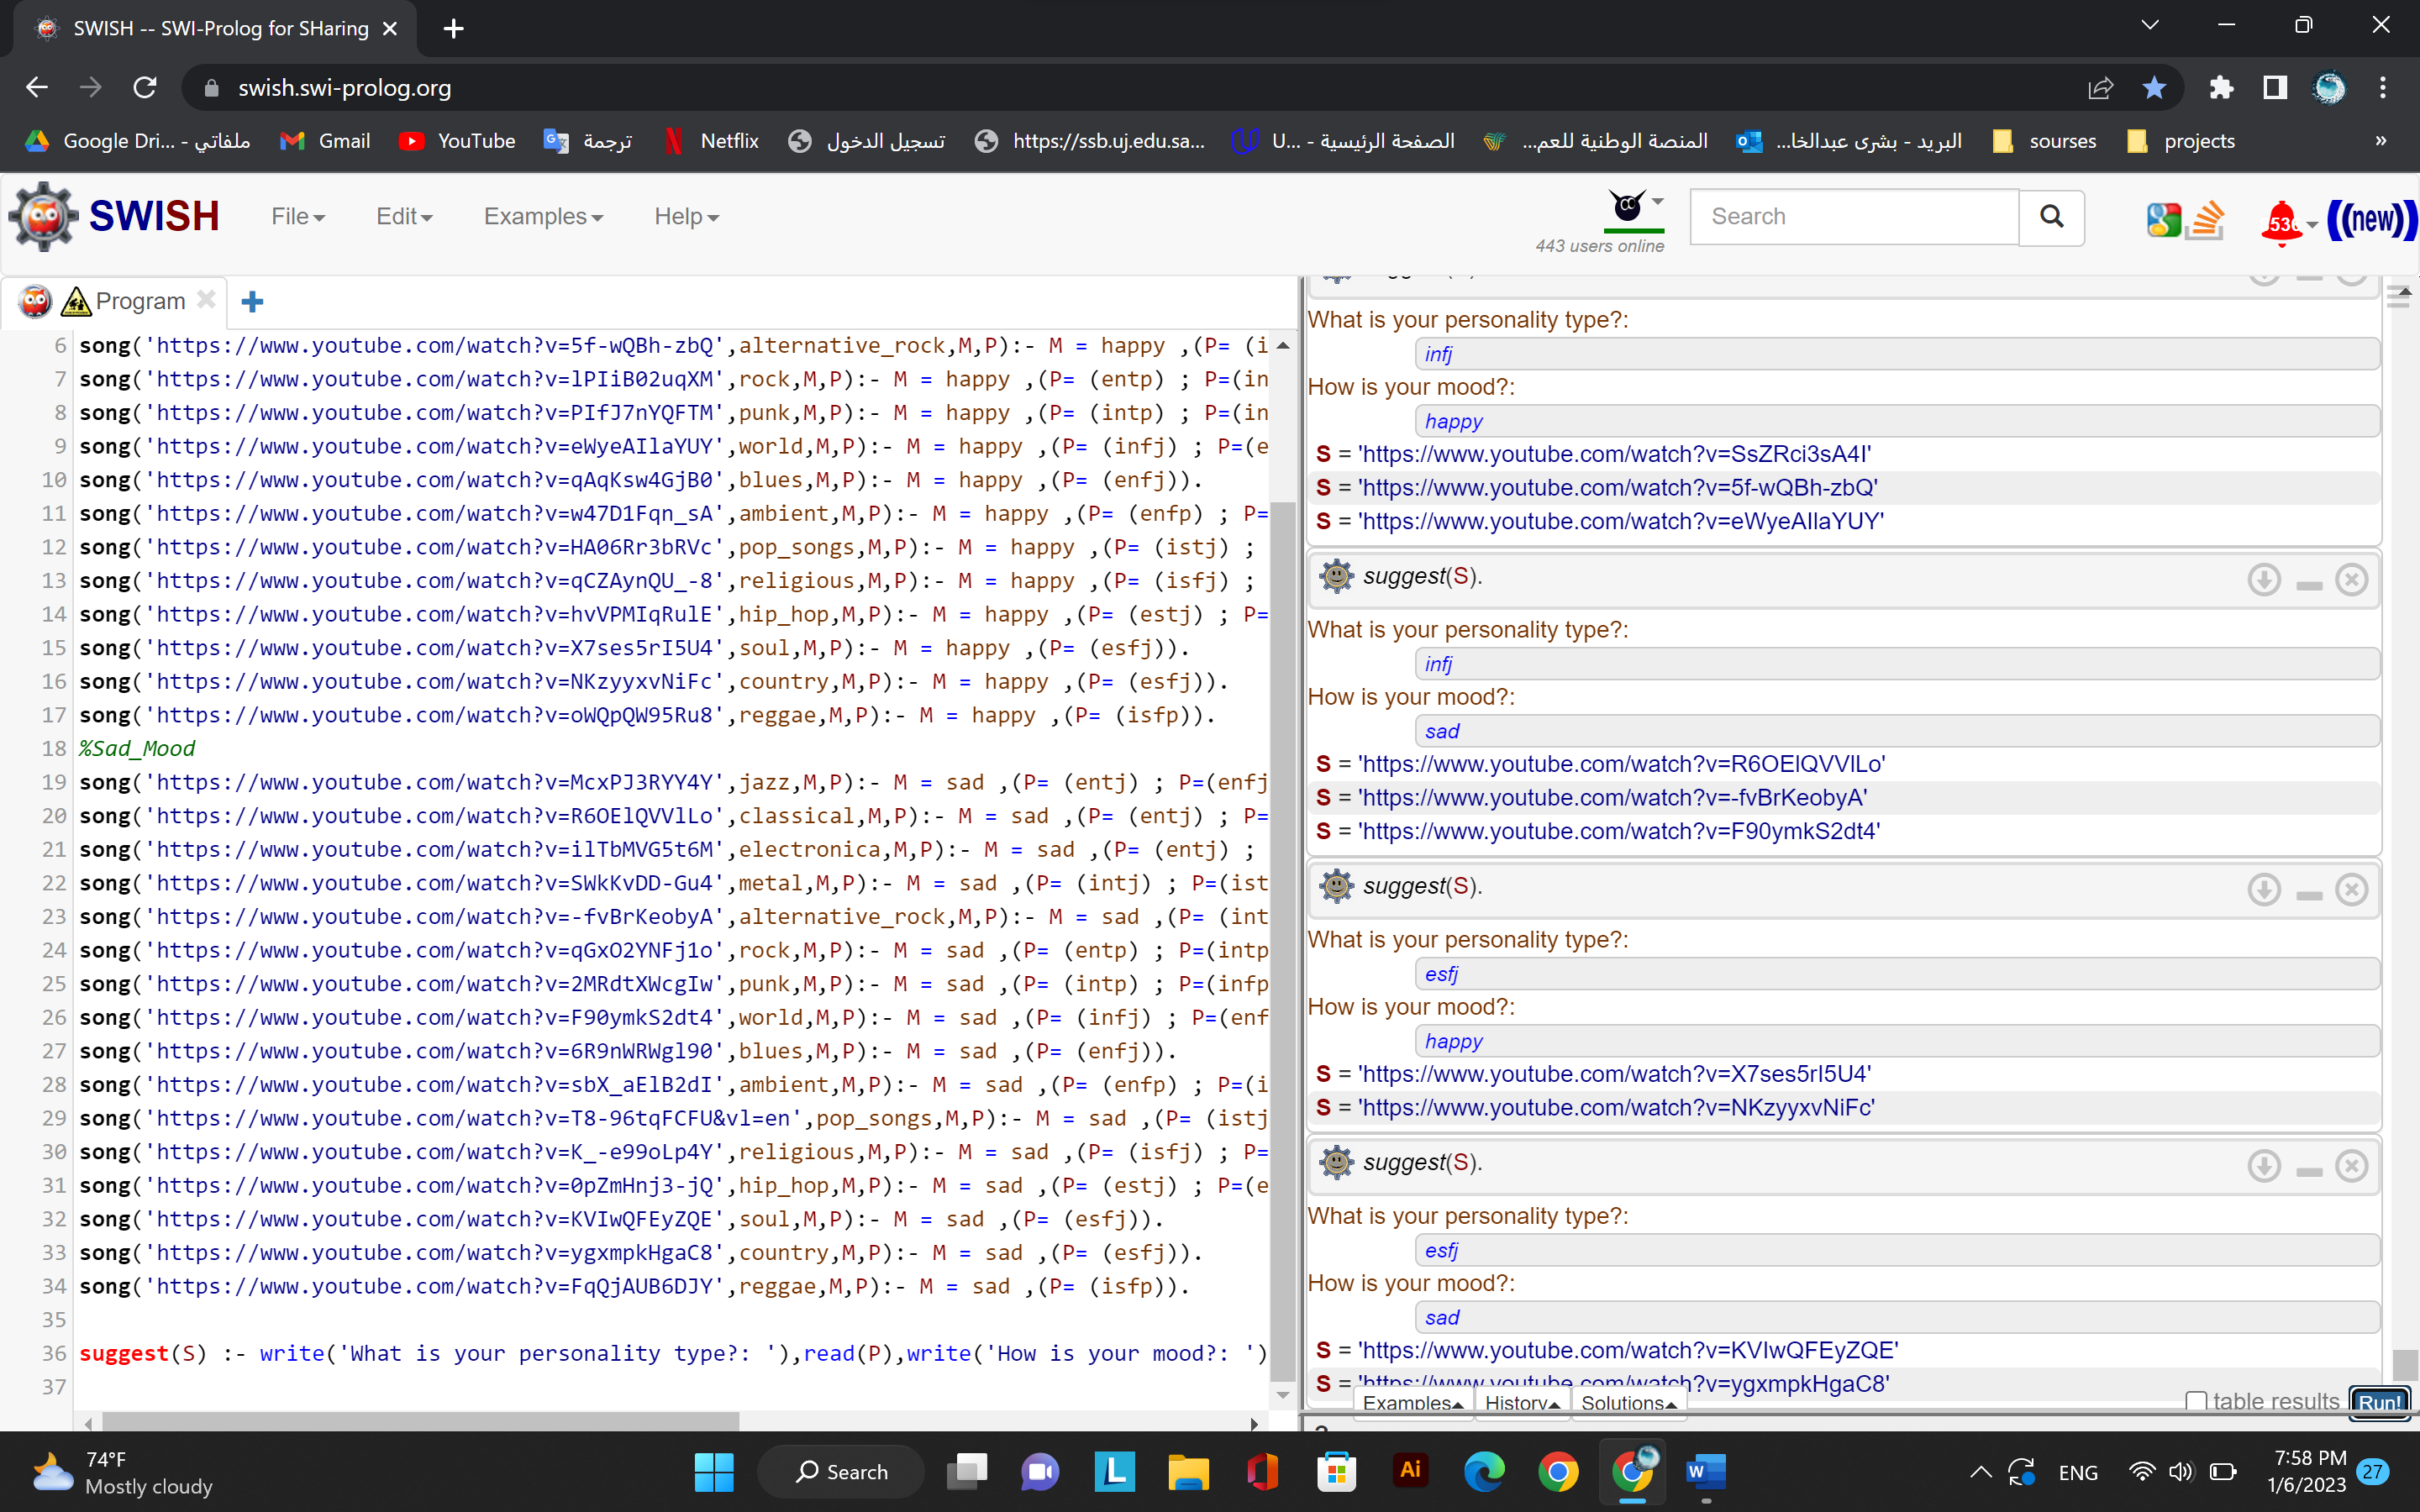 SWISH -- SWI-Prolog for SHaring
swish.swi-prolog.org
Google Dri... - ملفاتي
Gmail
YouTube
ترجمة
Netflix
تسجيل الدخول
https://ssb.uj.edu.sa...
U... - الصفحة الرئيسية
المنصة الوطنية للعم...
البريد - بشرى عبدالخا...
sourses
projects
»
SWISH
File
Edit
Examples
Help
443 users online
Search
((new))
Program
6 song('https://www.youtube.com/watch?v=5f-wQBh-zbQ',alternative_rock,M,P):- M = happy ,(P= (i
7 song('https://www.youtube.com/watch?v=lPIiB02uqXM',rock,M,P):- M = happy ,(P= (entp) ; P=(in
8 song('https://www.youtube.com/watch?v=PIfJ7nYQFTM',punk,M,P):- M = happy ,(P= (intp) ; P=(in
9 song('https://www.youtube.com/watch?v=eWyeAIlaYUY',world,M,P):- M = happy ,(P= (infj) ; P=(e
10 song('https://www.youtube.com/watch?v=qAqKsw4GjB0',blues,M,P):- M = happy ,(P= (enfj)).
11 song('https://www.youtube.com/watch?v=w47D1Fqn_sA',ambient,M,P):- M = happy ,(P= (enfp) ; P=
12 song('https://www.youtube.com/watch?v=HA06Rr3bRVc',pop_songs,M,P):- M = happy ,(P= (istj) ;
13 song('https://www.youtube.com/watch?v=qCZAynQU_-8',religious,M,P):- M = happy ,(P= (isfj) ;
14 song('https://www.youtube.com/watch?v=hvVPMIqRulE',hip_hop,M,P):- M = happy ,(P= (estj) ; P=
15 song('https://www.youtube.com/watch?v=X7ses5rI5U4',soul,M,P):- M = happy ,(P= (esfj)).
16 song('https://www.youtube.com/watch?v=NKzyyxvNiFc',country,M,P):- M = happy ,(P= (esfj)).
17 song('https://www.youtube.com/watch?v=oWQpQW95Ru8',reggae,M,P):- M = happy ,(P= (isfp)).
18 %Sad_Mood
19 song('https://www.youtube.com/watch?v=McxPJ3RYY4Y',jazz,M,P):- M = sad ,(P= (entj) ; P=(enfj
20 song('https://www.youtube.com/watch?v=R6OElQVVlLo',classical,M,P):- M = sad ,(P= (entj) ; P=
21 song('https://www.youtube.com/watch?v=ilTbMVG5t6M',electronica,M,P):- M = sad ,(P= (entj) ;
22 song('https://www.youtube.com/watch?v=SWkKvDD-Gu4',metal,M,P):- M = sad ,(P= (intj) ; P=(ist
23 song('https://www.youtube.com/watch?v=-fvBrKeobyA',alternative_rock,M,P):- M = sad ,(P= (int
24 song('https://www.youtube.com/watch?v=qGxO2YNFj1o',rock,M,P):- M = sad ,(P= (entp) ; P=(intp
25 song('https://www.youtube.com/watch?v=2MRdtXWcgIw',punk,M,P):- M = sad ,(P= (intp) ; P=(infp
26 song('https://www.youtube.com/watch?v=F90ymkS2dt4',world,M,P):- M = sad ,(P= (infj) ; P=(enf
27 song('https://www.youtube.com/watch?v=6R9nWRWgl90',blues,M,P):- M = sad ,(P= (enfj)).
28 song('https://www.youtube.com/watch?v=sbX_aElB2dI',ambient,M,P):- M = sad ,(P= (enfp) ; P=(i
29 song('https://www.youtube.com/watch?v=T8-96tqFCFU&vl=en',pop_songs,M,P):- M = sad ,(P= (istj
30 song('https://www.youtube.com/watch?v=K_-e99oLp4Y',religious,M,P):- M = sad ,(P= (isfj) ; P=
31 song('https://www.youtube.com/watch?v=0pZmHnj3-jQ',hip_hop,M,P):- M = sad ,(P= (estj) ; P=(e
32 song('https://www.youtube.com/watch?v=KVIwQFEyZQE',soul,M,P):- M = sad ,(P= (esfj)).
33 song('https://www.youtube.com/watch?v=ygxmpkHgaC8',country,M,P):- M = sad ,(P= (esfj)).
34 song('https://www.youtube.com/watch?v=FqQjAUB6DJY',reggae,M,P):- M = sad ,(P= (isfp)).
35
36 suggest(S) :- write('What is your personality type?: '),read(P),write('How is your mood?: ')
37
What is your personality type?:
infj
How is your mood?:
happy
S = 'https://www.youtube.com/watch?v=SsZRci3sA4I'
S = 'https://www.youtube.com/watch?v=5f-wQBh-zbQ'
S = 'https://www.youtube.com/watch?v=eWyeAIlaYUY'
suggest(S).
What is your personality type?:
infj
How is your mood?:
sad
S = 'https://www.youtube.com/watch?v=R6OElQVVlLo'
S = 'https://www.youtube.com/watch?v=-fvBrKeobyA'
S = 'https://www.youtube.com/watch?v=F90ymkS2dt4'
suggest(S).
What is your personality type?:
esfj
How is your mood?:
happy
S = 'https://www.youtube.com/watch?v=X7ses5rI5U4'
S = 'https://www.youtube.com/watch?v=NKzyyxvNiFc'
suggest(S).
What is your personality type?:
esfj
How is your mood?:
sad
S = 'https://www.youtube.com/watch?v=KVIwQFEyZQE'
S = 'https://www.youtube.com/watch?v=ygxmpkHgaC8'
Examples
History
Solutions
table results
Run!
74°F
Mostly cloudy
Search
L
Ai
W
ENG
7:58 PM
1/6/2023
27